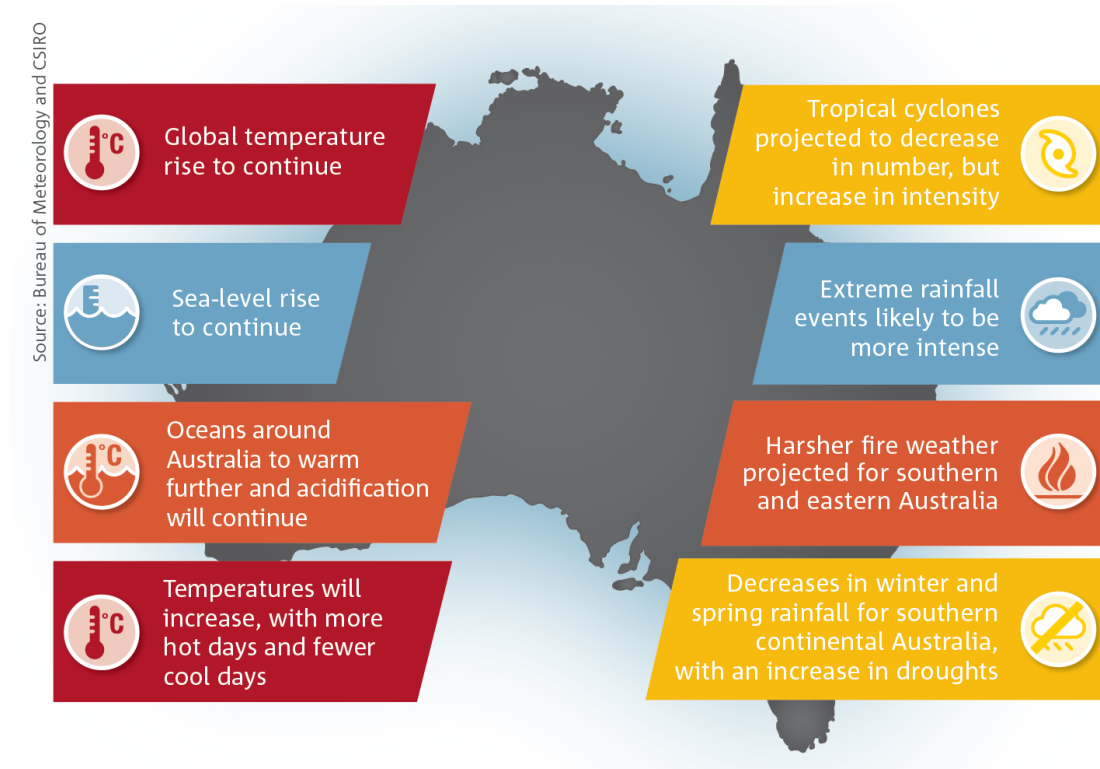 Source: Bureau of Meteorology and CSIRO
°C
Global temperature
rise to continue
Sea-level rise
to continue
°C
Oceans around
Australia to warm
further and acidification
will continue
°C
Temperatures will
increase, with more
hot days and fewer
cool days
Tropical cyclones
projected to decrease
in number, but
increase in intensity
Extreme rainfall
events likely to be
more intense
Harsher fire weather
projected for southern
and eastern Australia
Decreases in winter and
spring rainfall for southern
continental Australia,
with an increase in droughts